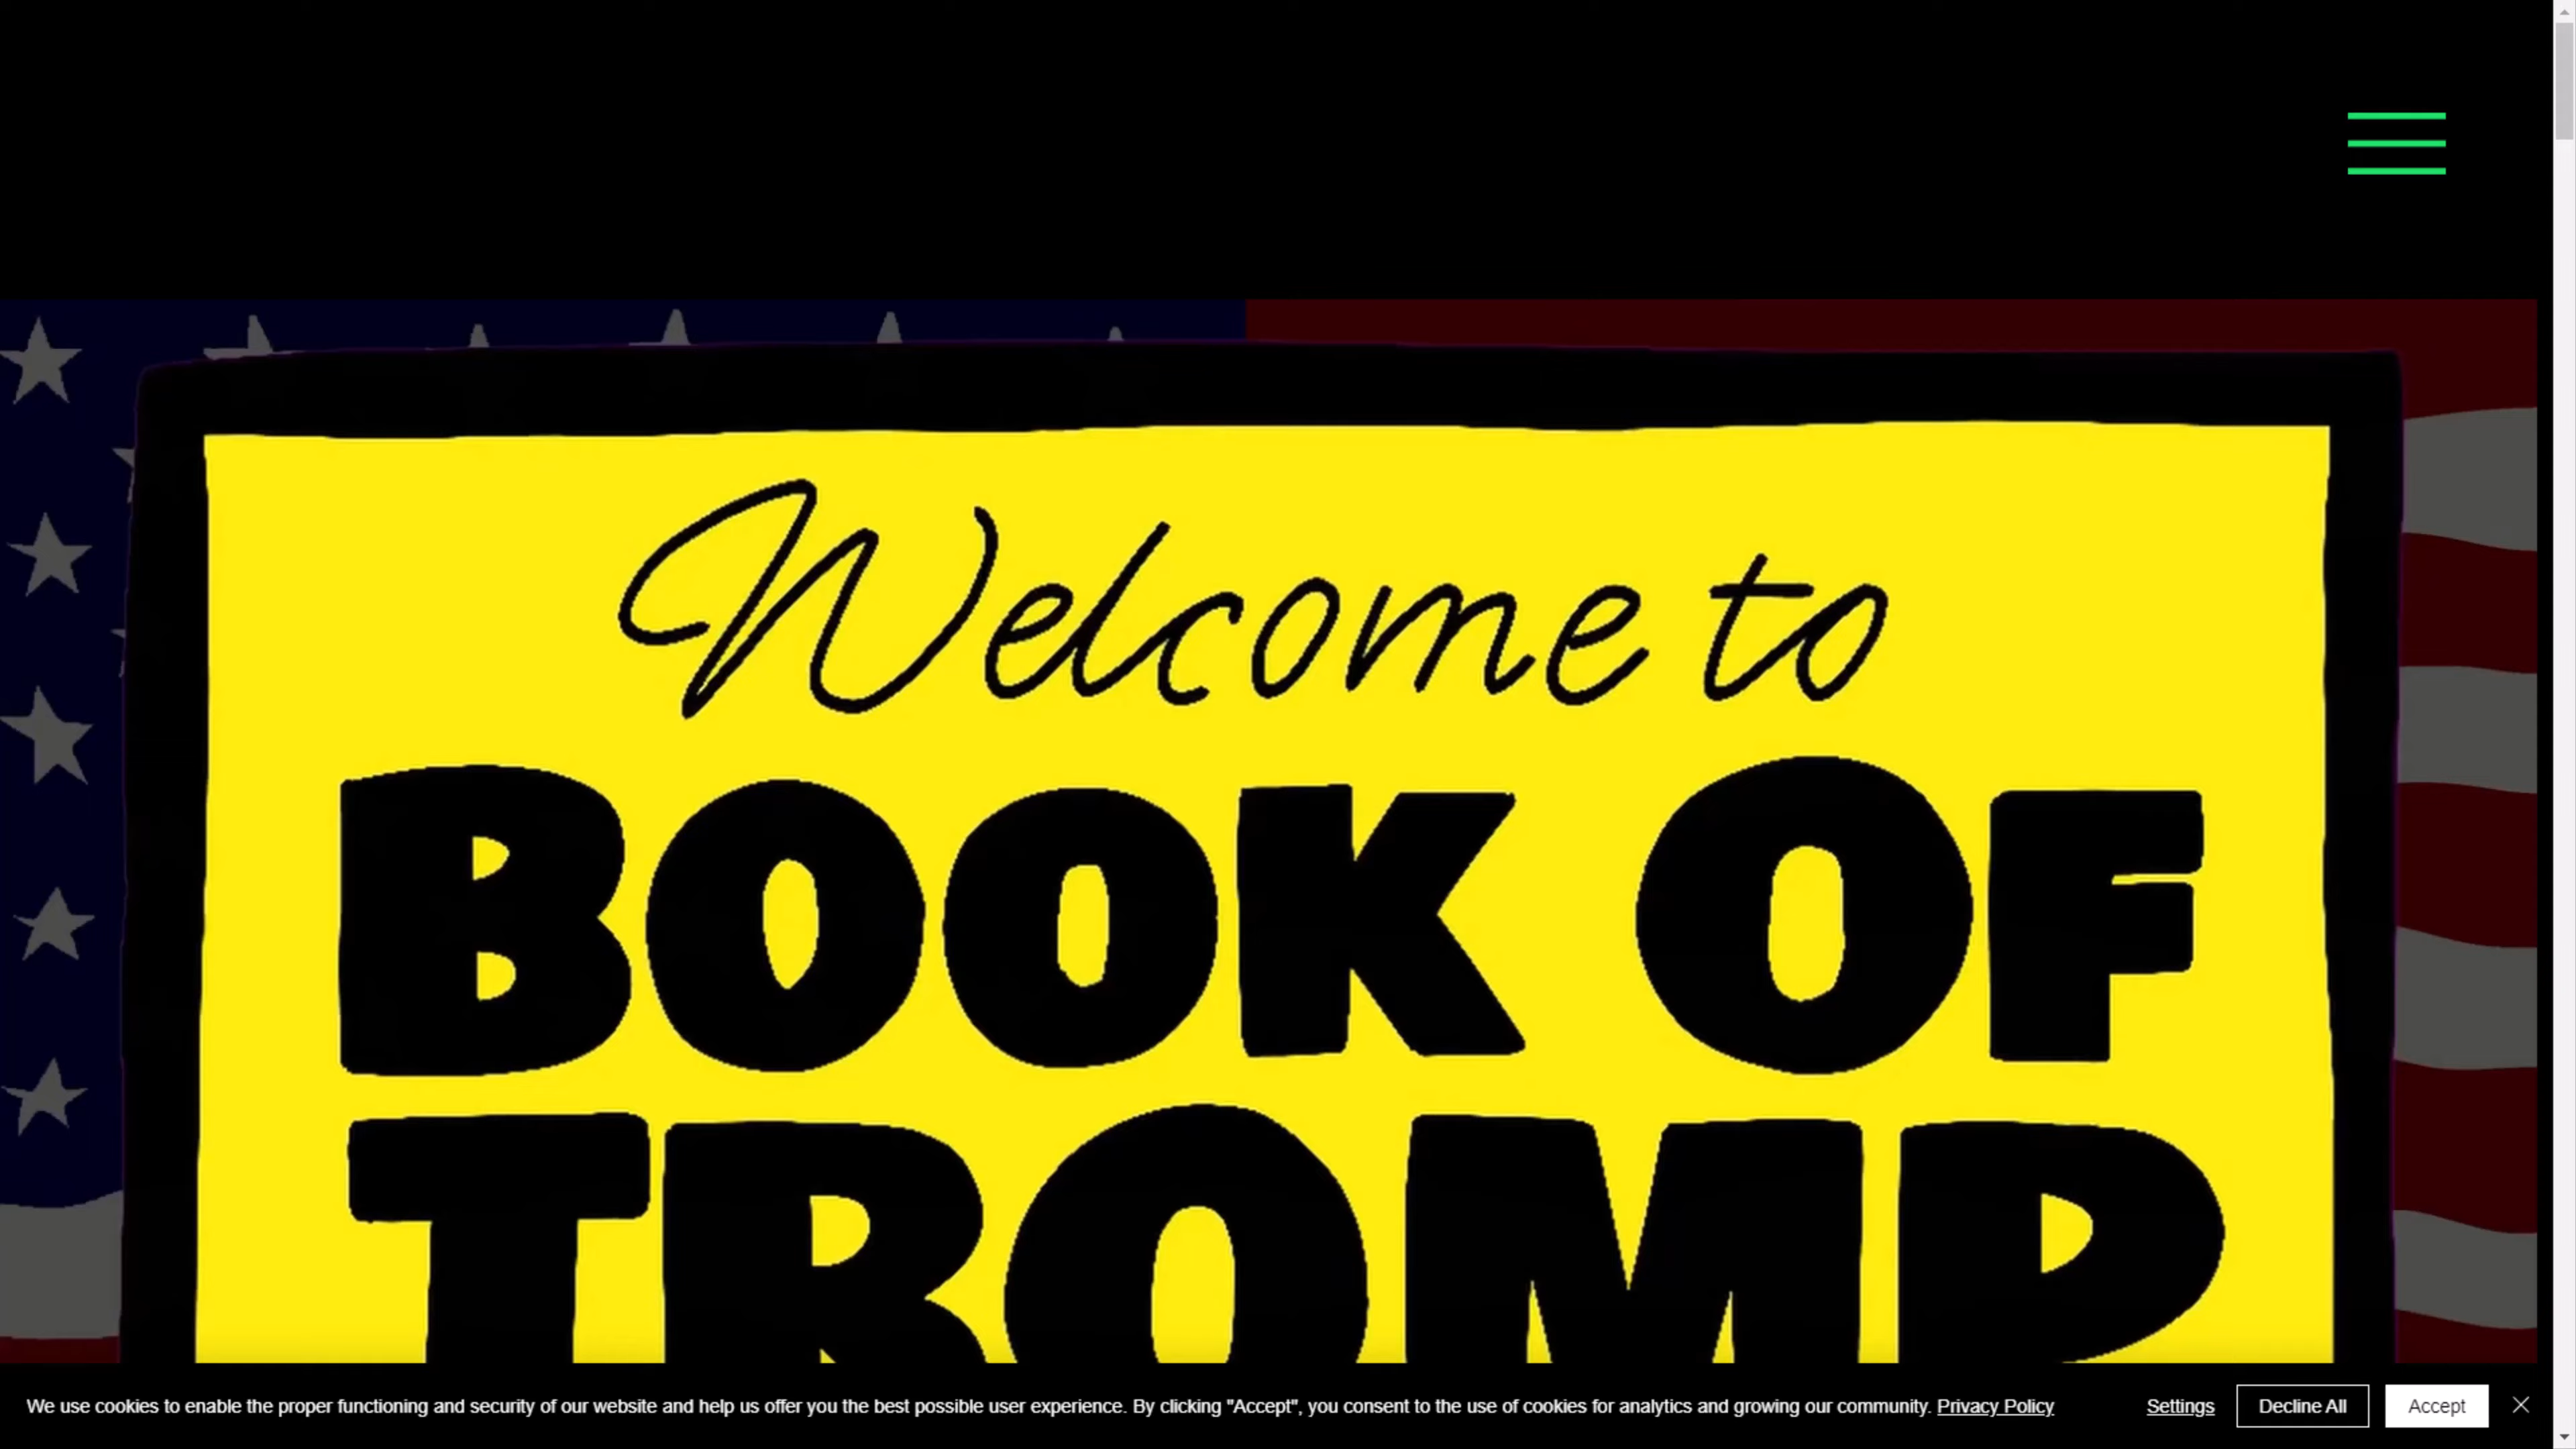 Welcome to
BOOK OF
TROMP
We use cookies to enable the proper functioning and security of our website and help us offer you the best possible user experience. By clicking "Accept", you consent to the use of cookies for analytics and growing our community. Privacy Policy
Settings
Decline All
Accept